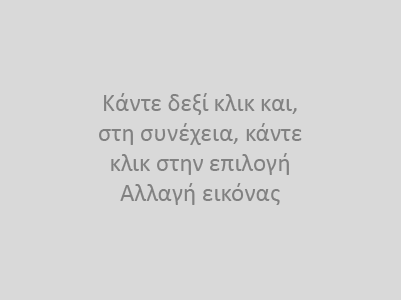 Κάντε δεξί κλικ και,
στη συνέχεια, κάντε
κλικ στην επιλογή
Αλλαγή εικόνας